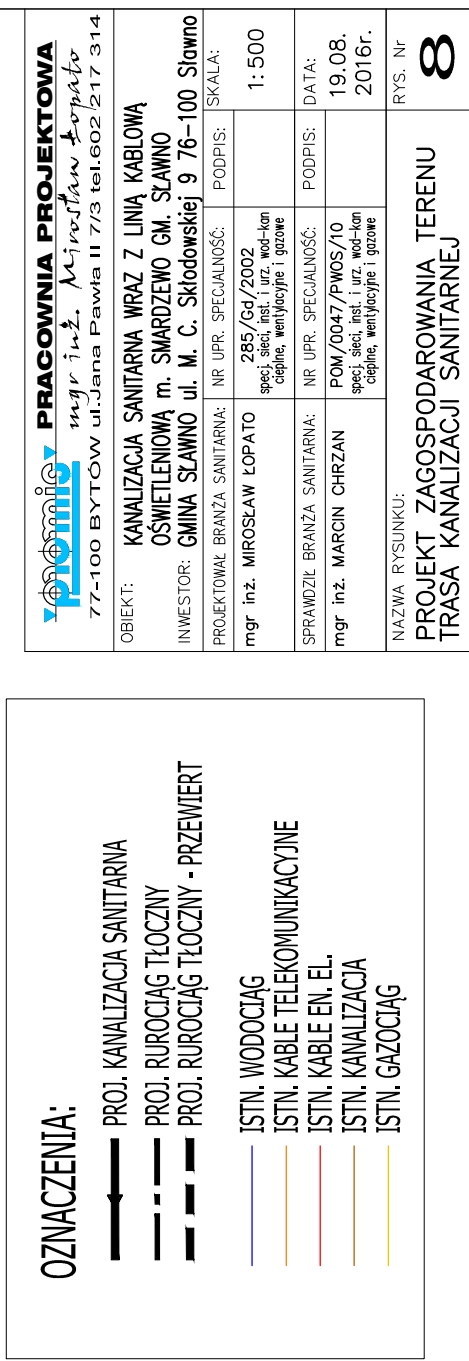 piomis PRACOWNIA PROJEKTOWA
mgr inż. Mirosław Łopato
77-100 BYTÓW ul.Jana Pawła II 7/3 tel.602 217 314
OBIEKT: KANALIZACJA SANITARNA WRAZ Z LINIĄ KABLOWĄ
OŚWIETLENIOWĄ m. SMARDZEWO GM. SŁAWNO
INWESTOR: GMINA SŁAWNO ul. M. C. Skłodowskiej 9 76-100 Sławno
PROJEKTOWAŁ BRANŻA SANITARNA: NR UPR. SPECJALNOŚĆ: PODPIS: SKALA:
mgr inż. MIROSŁAW ŁOPATO 285/Gd/2002 1:500
specj. sieci, inst. i urz. wod-kan
cieplne, wentylacyjne i gazowe
SPRAWDZIŁ BRANŻA SANITARNA: NR UPR. SPECJALNOŚĆ: PODPIS: DATA:
mgr inż. MARCIN CHRZAN POM/0047/PWOS/10 19.08.
specj. sieci, inst. i urz. wod-kan 2016r.
cieplne, wentylacyjne i gazowe
NAZWA RYSUNKU: RYS. Nr
PROJEKT ZAGOSPODAROWANIA TERENU 8
TRASA KANALIZACJI SANITARNEJ
OZNACZENIA:
PROJ. KANALIZACJA SANITARNA
PROJ. RUROCIĄG TŁOCZNY
PROJ. RUROCIĄG TŁOCZNY - PRZEWIERT
ISTN. WODOCIĄG
ISTN. KABLE TELEKOMUNIKACYJNE
ISTN. KABLE EN. EL.
ISTN. KANALIZACJA
ISTN. GAZOCIĄG